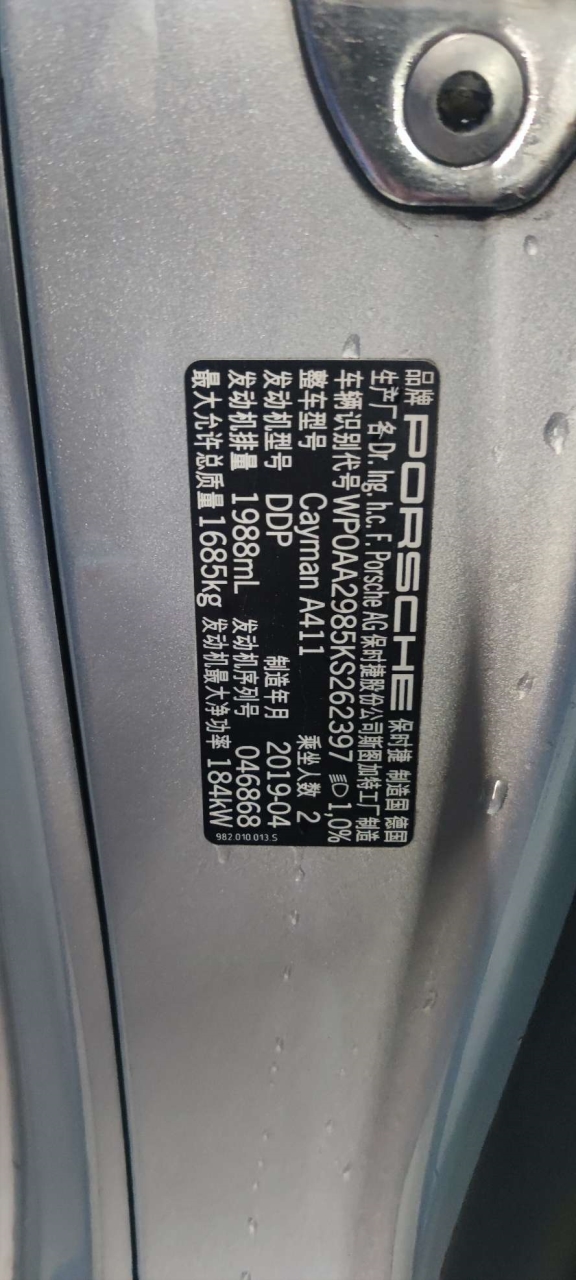 品牌 PORSCHE 保时捷 制造国 德国
生产厂名 Dr. Ing. h.c. F. Porsche AG 保时捷股份公司斯图加特工厂制造
车辆识别代号 WP0AA2985KS262397 1,0%
整车型号 Cayman A411 乘坐人数 2
发动机型号 DDP 制造年月 2019-04
发动机排量 1988mL 发动机序列号 046868
最大允许总质量 1685kg 发动机最大净功率 184kW
982.010.013.S